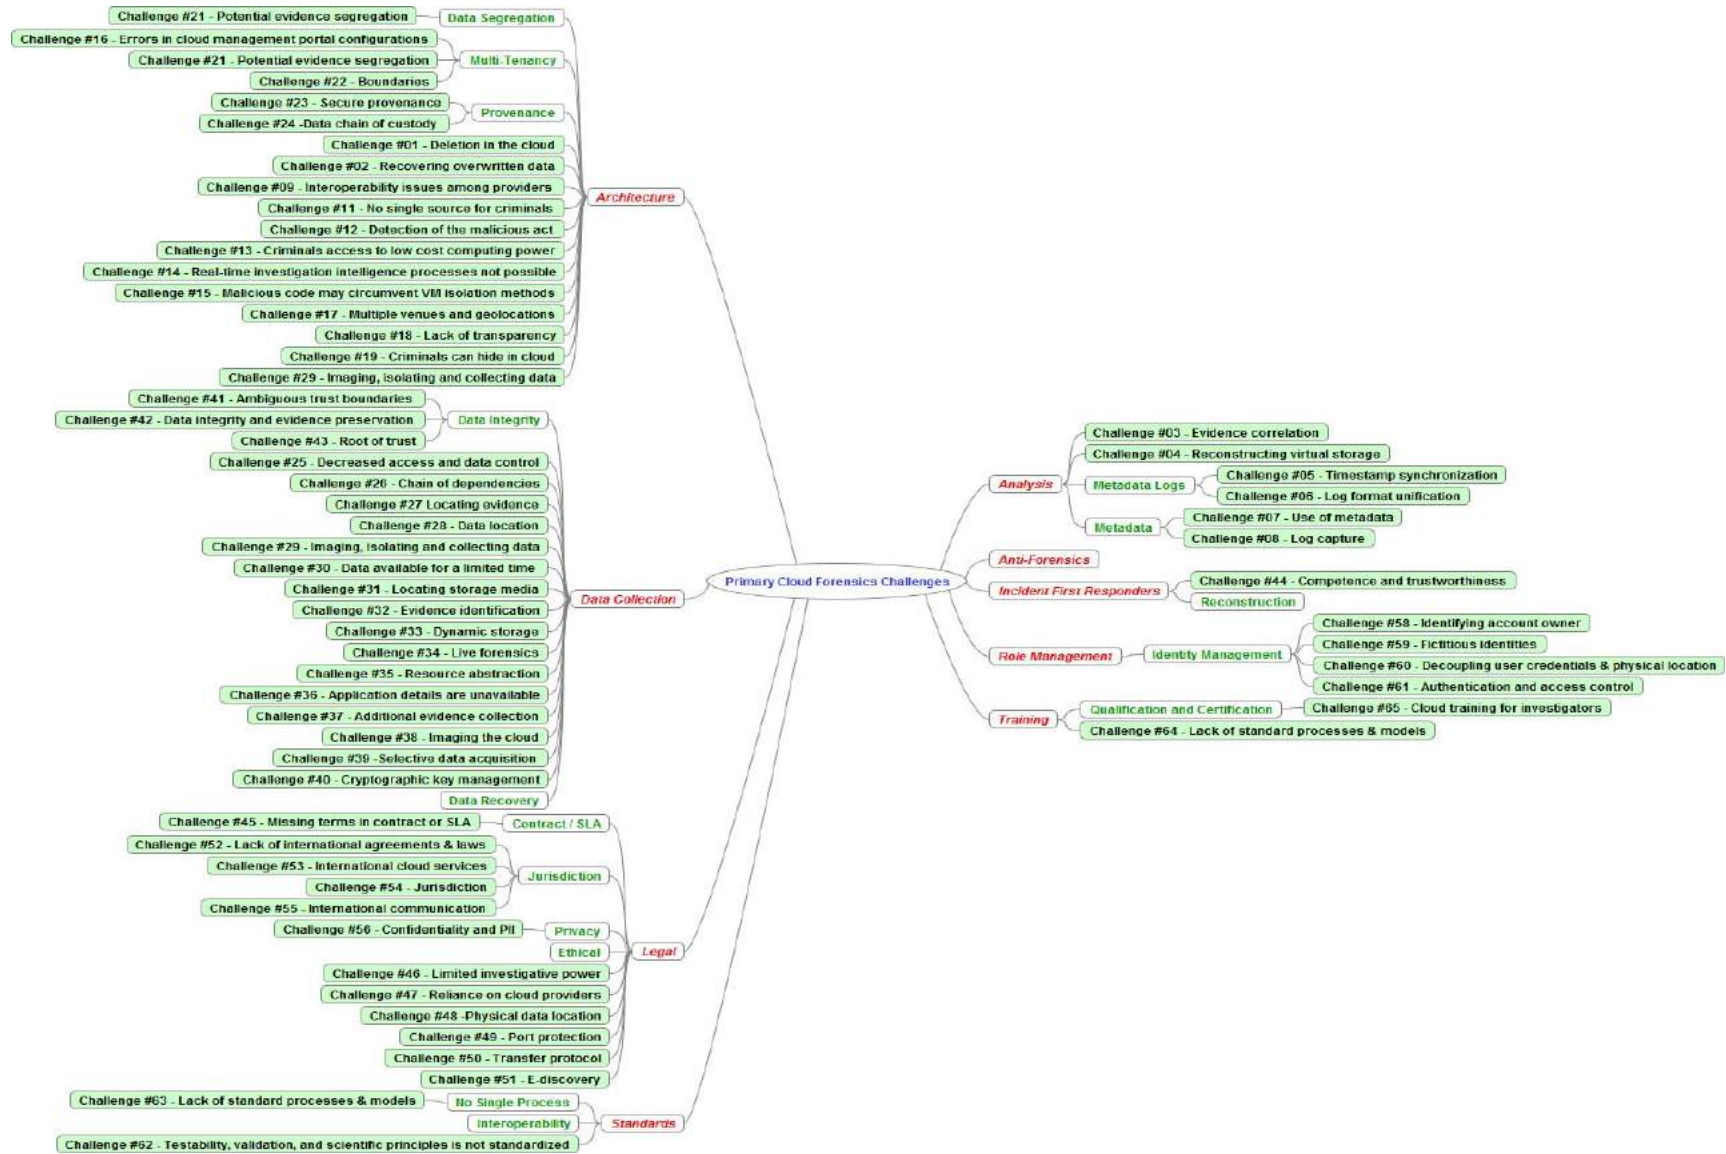 Challenge #21 - Potential evidence segregation
Data Segregation
Challenge #16 - Errors in cloud management portal configurations
Challenge #21 - Potential evidence segregation
Multi-Tenancy
Challenge #22 - Boundaries
Challenge #23 - Secure provenance
Provenance
Challenge #24 -Data chain of custody
Challenge #01 - Deletion in the cloud
Challenge #02 - Recovering overwritten data
Challenge #09 - Interoperability issues among providers
Architecture
Challenge #11 - No single source for criminals
Challenge #12 - Detection of the malicious act
Challenge #13 - Criminals access to low cost computing power
Challenge #14 - Real-time investigation intelligence processes not possible
Challenge #15 - Malicious code may circumvent VM isolation methods
Challenge #17 - Multiple venues and geolocations
Challenge #18 - Lack of transparency
Challenge #19 - Criminals can hide in cloud
Challenge #29 - Imaging, isolating and collecting data
Challenge #41 - Ambiguous trust boundaries
Challenge #42 - Data integrity and evidence preservation
Data Integrity
Challenge #43 - Root of trust
Challenge #25 - Decreased access and data control
Challenge #26 - Chain of dependencies
Challenge #27 Locating evidence
Challenge #28 - Data location
Challenge #29 - Imaging, isolating and collecting data
Challenge #30 - Data available for a limited time
Challenge #31 - Locating storage media
Data Collection
Challenge #32 - Evidence identification
Challenge #33 - Dynamic storage
Challenge #34 - Live forensics
Challenge #35 - Resource abstraction
Challenge #36 - Application details are unavailable
Challenge #37 - Additional evidence collection
Challenge #38 - Imaging the cloud
Challenge #39 -Selective data acquisition
Challenge #40 - Cryptographic key management
Data Recovery
Challenge #45 - Missing terms in contract or SLA
Contract / SLA
Challenge #52 - Lack of international agreements & laws
Challenge #53 - International cloud services
Jurisdiction
Challenge #54 - Jurisdiction
Challenge #55 - International communication
Challenge #56 - Confidentiality and PII
Privacy
Ethical
Legal
Challenge #46 - Limited investigative power
Challenge #47 - Reliance on cloud providers
Challenge #48 -Physical data location
Challenge #49 - Port protection
Challenge #50 - Transfer protocol
Challenge #51 - E-discovery
Challenge #63 - Lack of standard processes & models
No Single Process
Interoperability
Standards
Challenge #62 - Testability, validation, and scientific principles is not standardized
Primary Cloud Forensics Challenges
Challenge #03 - Evidence correlation
Challenge #04 - Reconstructing virtual storage
Analysis
Metadata Logs
Challenge #05 - Timestamp synchronization
Challenge #06 - Log format unification
Metadata
Challenge #07 - Use of metadata
Challenge #08 - Log capture
Anti-Forensics
Incident First Responders
Challenge #44 - Competence and trustworthiness
Reconstruction
Role Management
Identity Management
Challenge #58 - Identifying account owner
Challenge #59 - Fictitious identities
Challenge #60 - Decoupling user credentials & physical location
Challenge #61 - Authentication and access control
Training
Qualification and Certification
Challenge #65 - Cloud training for investigators
Challenge #64 - Lack of standard processes & models